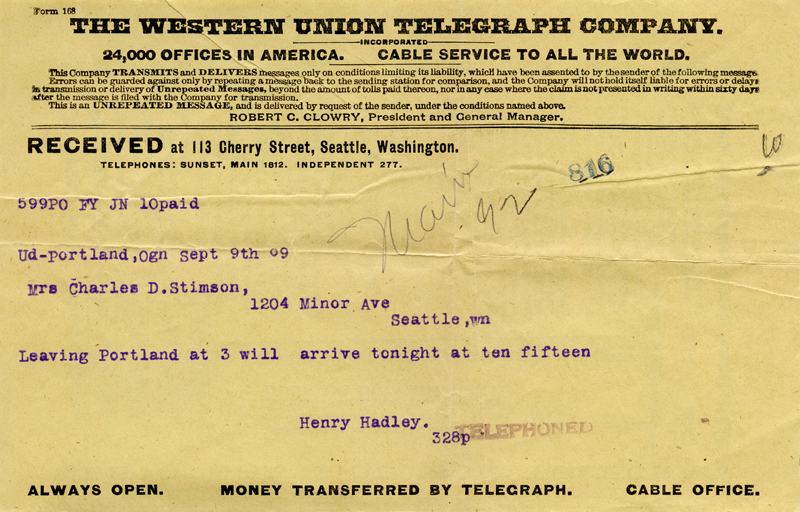 Form 168
THE WESTERN UNION TELEGRAPH COMPANY.
INCORPORATED
24,000 OFFICES IN AMERICA. CABLE SERVICE TO ALL THE WORLD.
This Company TRANSMITS and DELIVERS messages only on conditions limiting its liability, which have been assented to by the sender of the following message.
Errors can be guarded against only by repeating a message back to the sending station for comparison, and the Company will not hold itself liable for errors or delays
in transmission or delivery of Unrepeated Messages, beyond the amount of tolls paid thereon, nor in any case where the claim is not presented in writing within sixty days
after the message is filed with the Company for transmission.
This is an UNREPEATED MESSAGE, and is delivered by request of the sender, under the conditions named above.
ROBERT C. CLOWRY, President and General Manager.
RECEIVED at 113 Cherry Street, Seattle, Washington.
TELEPHONES: SUNSET, MAIN 1812. INDEPENDENT 277.
816
Main
92
599PO FY JN 10paid
Ud-Portland,Ogn Sept 9th 09
Mrs Charles D.Stimson,
1204 Minor Ave
Seattle,wn
Leaving Portland at 3 will arrive tonight at ten fifteen
Henry Hadley.
328p
TELEPHONED
ALWAYS OPEN. MONEY TRANSFERRED BY TELEGRAPH. CABLE OFFICE.